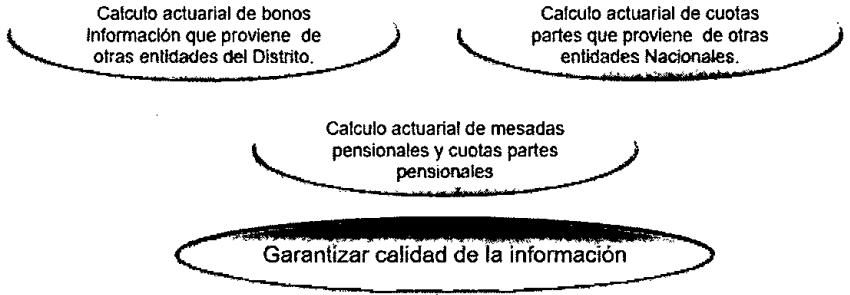 Calculo actuarial de bonos
Información que proviene de
otras entidades del Distrito.
Calculo actuarial de cuotas
partes que proviene de otras
entidades Nacionales.
Calculo actuarial de mesadas
pensionales y cuotas partes
pensionales
Garantizar calidad de la información